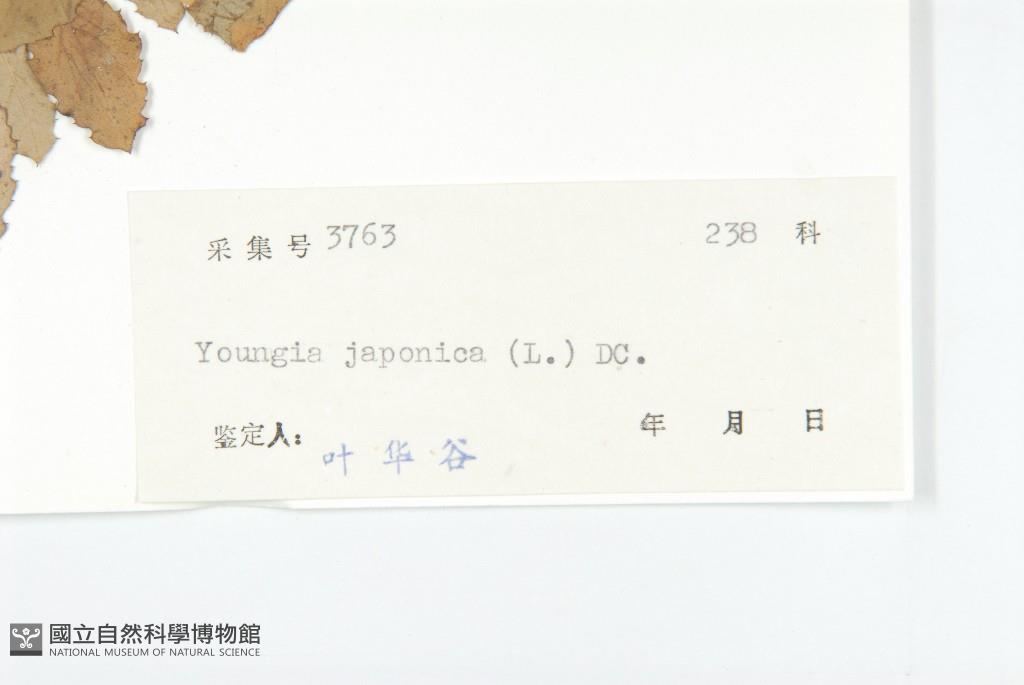 采集号 3763 238 科
Youngia japonica (L.) DC.
鉴定人: 叶华谷 年 月 日
國立自然科學博物館
NATIONAL MUSEUM OF NATURAL SCIENCE